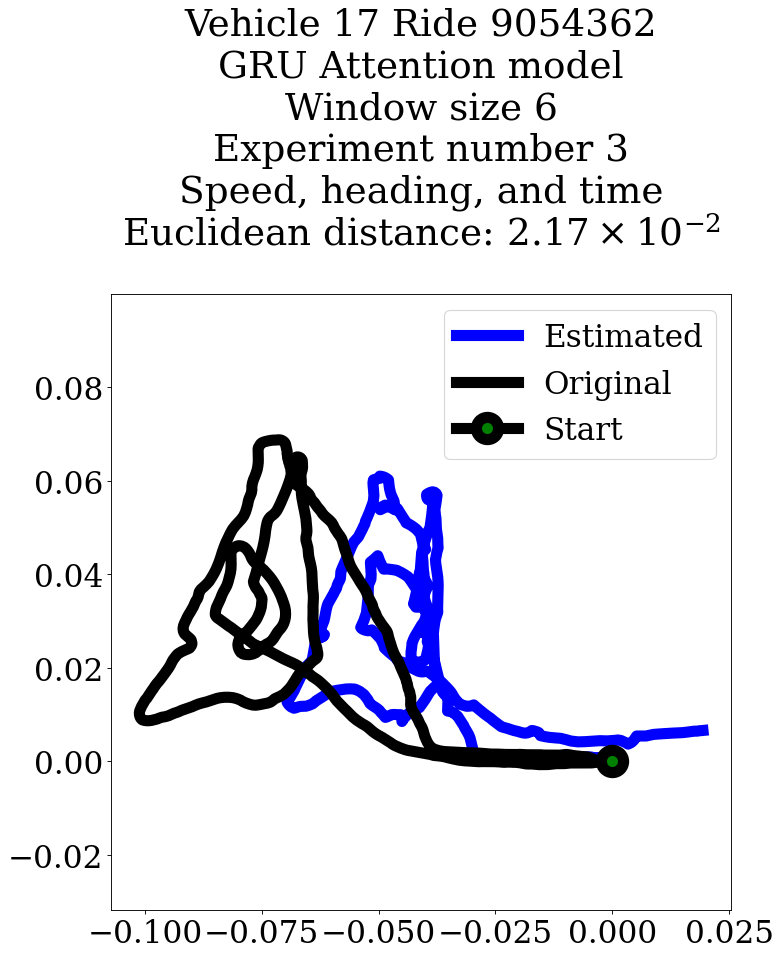 Vehicle 17 Ride 9054362
GRU Attention model
Window size 6
Experiment number 3
Speed, heading, and time
Euclidean distance: 2.17 × 10⁻²
Estimated
Original
Start
0.08
0.06
0.04
0.02
0.00
−0.02
−0.100 −0.075 −0.050 −0.025 0.000 0.025